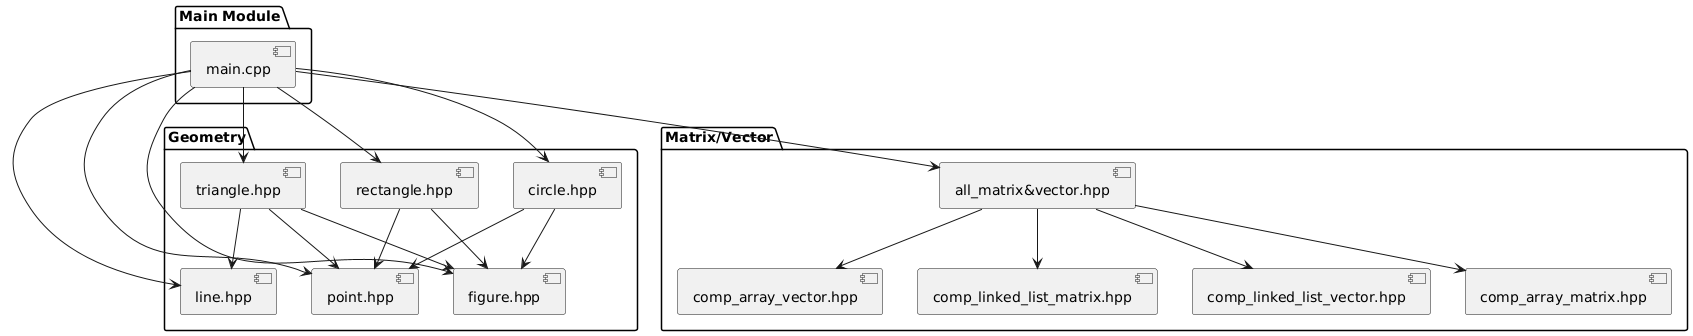 Main Module
main.cpp
Geometry
Matrix/Vector
triangle.hpp
rectangle.hpp
circle.hpp
all_matrix&vector.hpp
line.hpp
point.hpp
figure.hpp
comp_array_vector.hpp
comp_linked_list_matrix.hpp
comp_linked_list_vector.hpp
comp_array_matrix.hpp